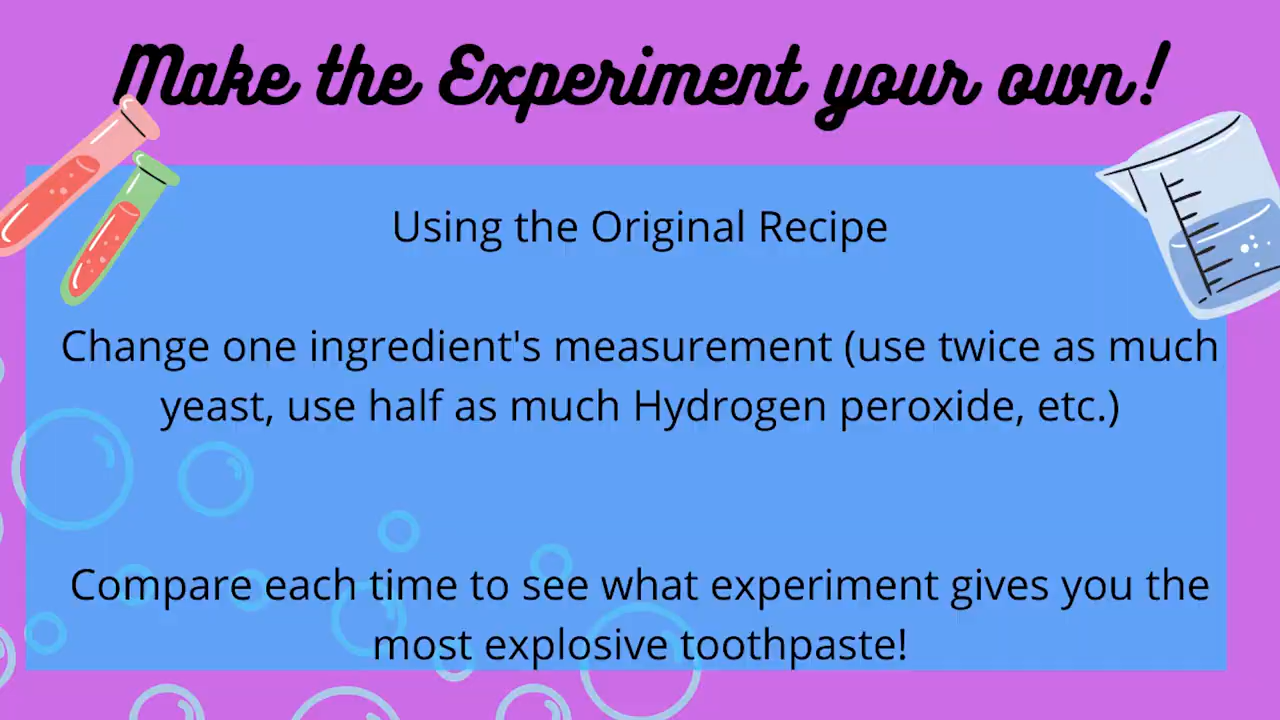 Make the Experiment your own!
Using the Original Recipe
Change one ingredient's measurement (use twice as much
yeast, use half as much Hydrogen peroxide, etc.)
Compare each time to see what experiment gives you the
most explosive toothpaste!